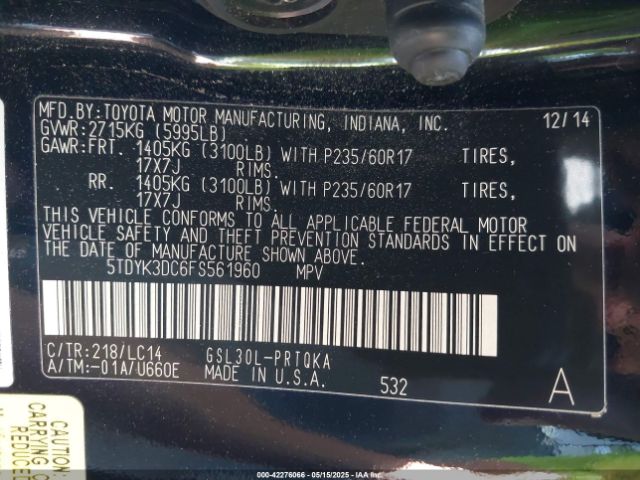 MFD.BY:TOYOTA MOTOR MANUFACTURING, INDIANA, INC. 12/14
GVWR:2715KG (5995LB)
GAWR:FRT. 1405KG (3100LB) WITH P235/60R17 TIRES,
17X7J RIMS.
RR. 1405KG (3100LB) WITH P235/60R17 TIRES,
17X7J RIMS.
THIS VEHICLE CONFORMS TO ALL APPLICABLE FEDERAL MOTOR
VEHICLE SAFETY AND THEFT PREVENTION STANDARDS IN EFFECT ON
THE DATE OF MANUFACTURE SHOWN ABOVE.
5TDYK3DC6FS561960 MPV
C/TR:218/LC14 GSL30L-PRTQKA
A/TM:-01A/U660E MADE IN U.S.A. 532 A
CAUTION:
CARRYING
REDUCE
000-42276066 - 05/15/2025 - IAA Inc.